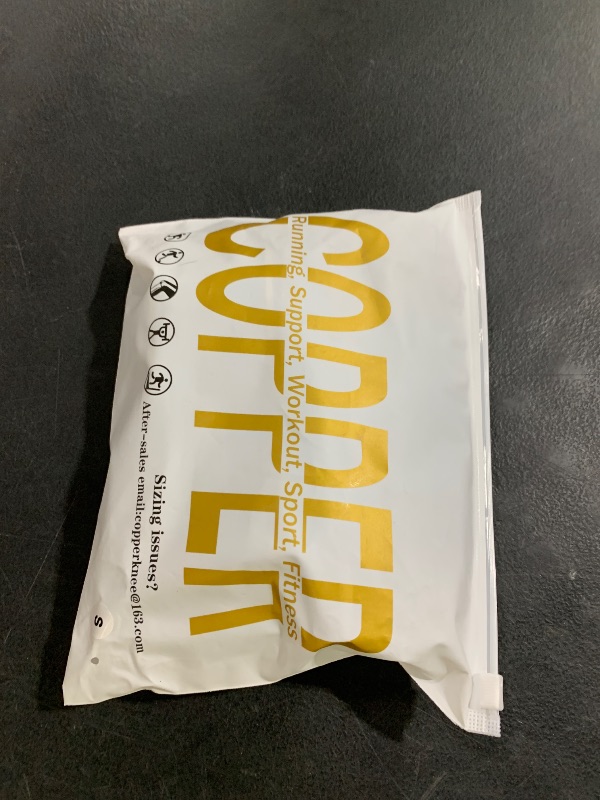 COPPER
Running, Support, Workout, Sport, Fitness
Sizing issues?
After-sales email:copperknee@163.com
S